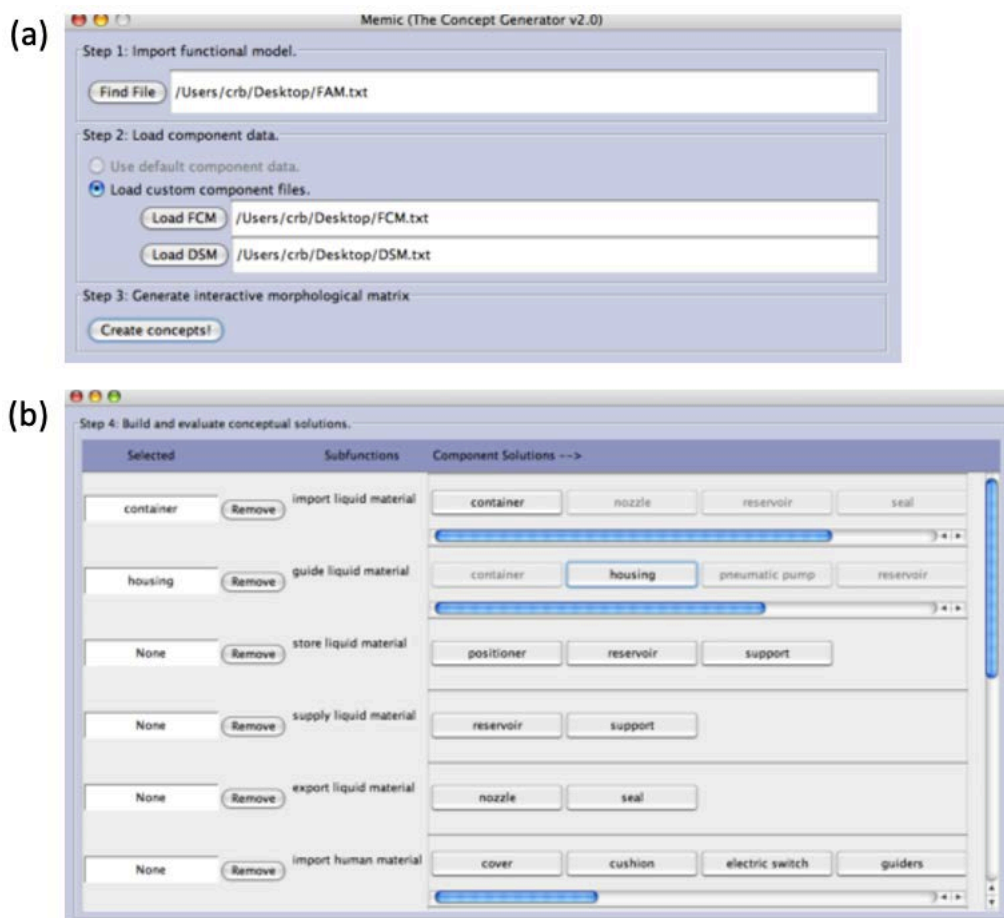 (a)
Memic (The Concept Generator v2.0)
Step 1: Import functional model.
Find File /Users/crb/Desktop/FAM.txt
Step 2: Load component data.
Use default component data.
Load custom component files.
Load FCM /Users/crb/Desktop/FCM.txt
Load DSM /Users/crb/Desktop/DSM.txt
Step 3: Generate interactive morphological matrix
Create concepts!
(b)
Step 4: Build and evaluate conceptual solutions.
Selected Subfunctions Component Solutions -->
container Remove import liquid material container nozzle reservoir seal
housing Remove guide liquid material container housing pneumatic pump reservoir
None Remove store liquid material positioner reservoir support
None Remove supply liquid material reservoir support
None Remove export liquid material nozzle seal
None Remove import human material cover cushion electric switch guiders